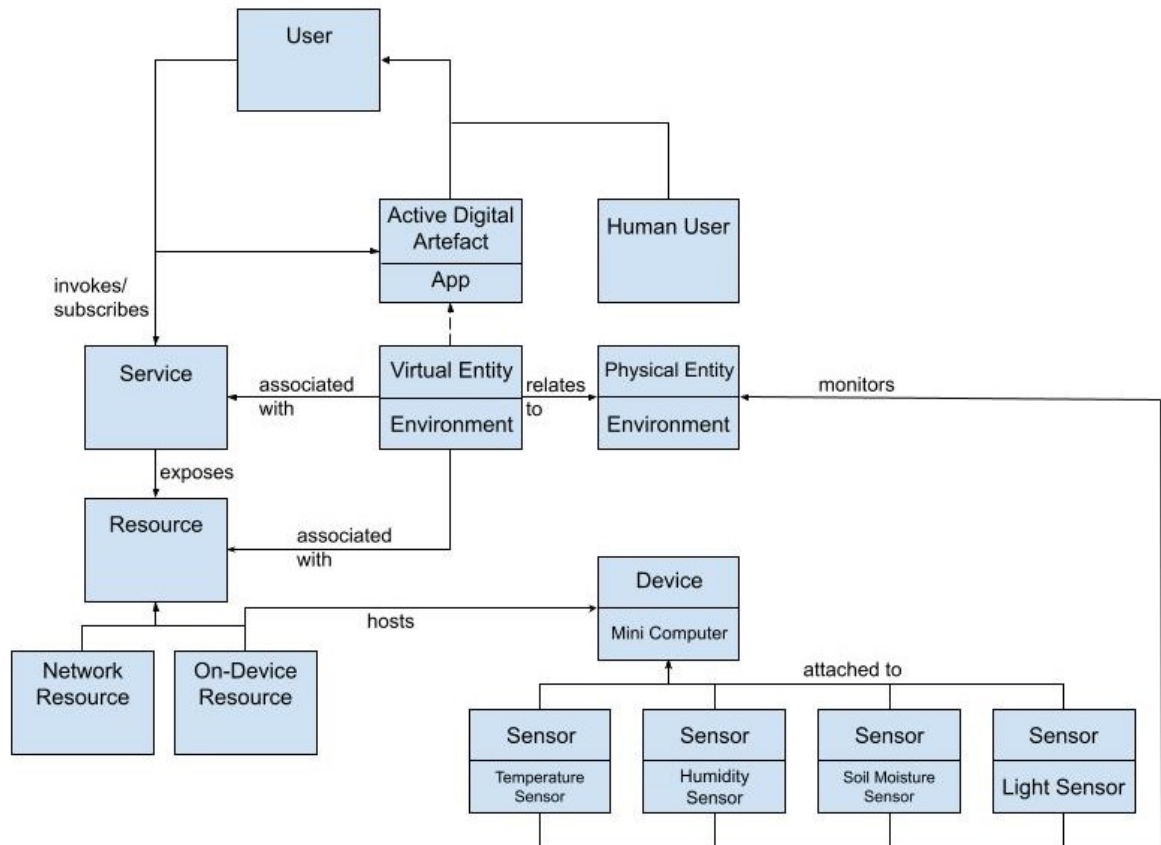 User
Active Digital
Artefact
App
Human User
invokes/
subscribes
Service
associated
with
Virtual Entity
Environment
relates
to
Physical Entity
Environment
monitors
exposes
Resource
associated
with
Device
Mini Computer
hosts
Network
Resource
On-Device
Resource
attached to
Sensor
Temperature
Sensor
Sensor
Humidity
Sensor
Sensor
Soil Moisture
Sensor
Sensor
Light Sensor